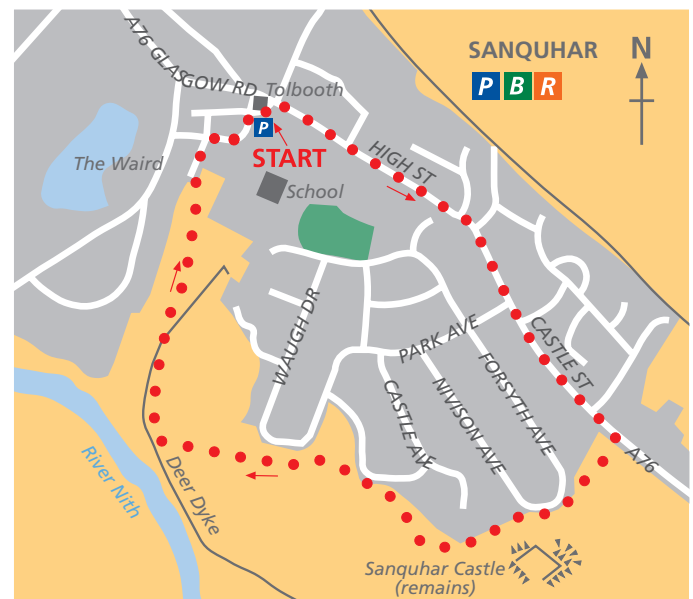 SANQUHAR
P B R
N
A76 GLASGOW RD
Tolbooth
P
START
The Waird
School
HIGH ST
WAUGH DR
PARK AVE
CASTLE ST
CASTLE AVE
NIVISON AVE
FORSYTH AVE
A76
River Nith
Deer Dyke
Sanquhar Castle
(remains)